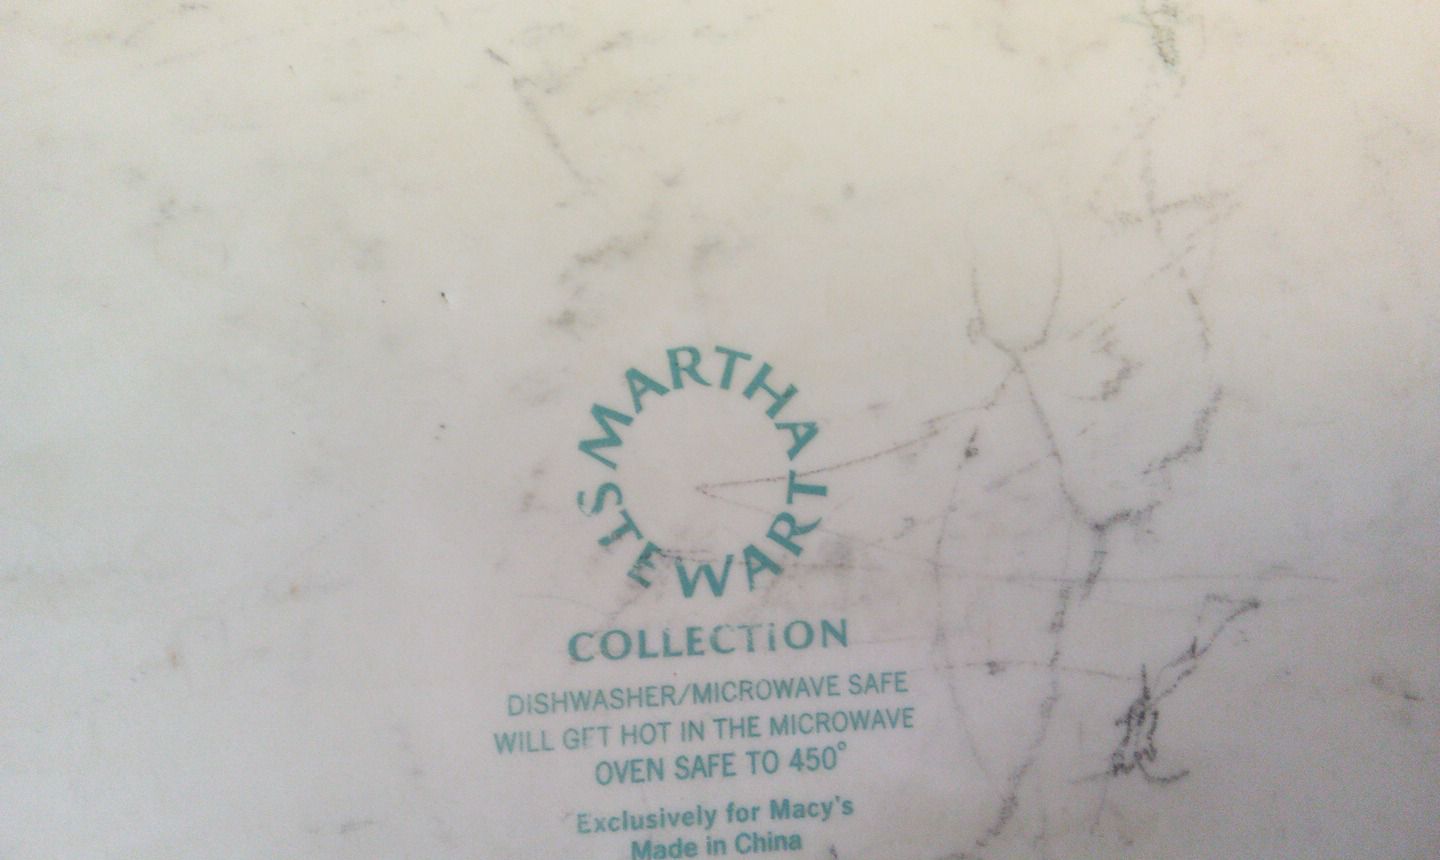 MARTHA
STEWART
COLLECTiON
DISHWASHER/MICROWAVE SAFE
WILL GET HOT IN THE MICROWAVE
OVEN SAFE TO 450°
Exclusively for Macy's
Made in China